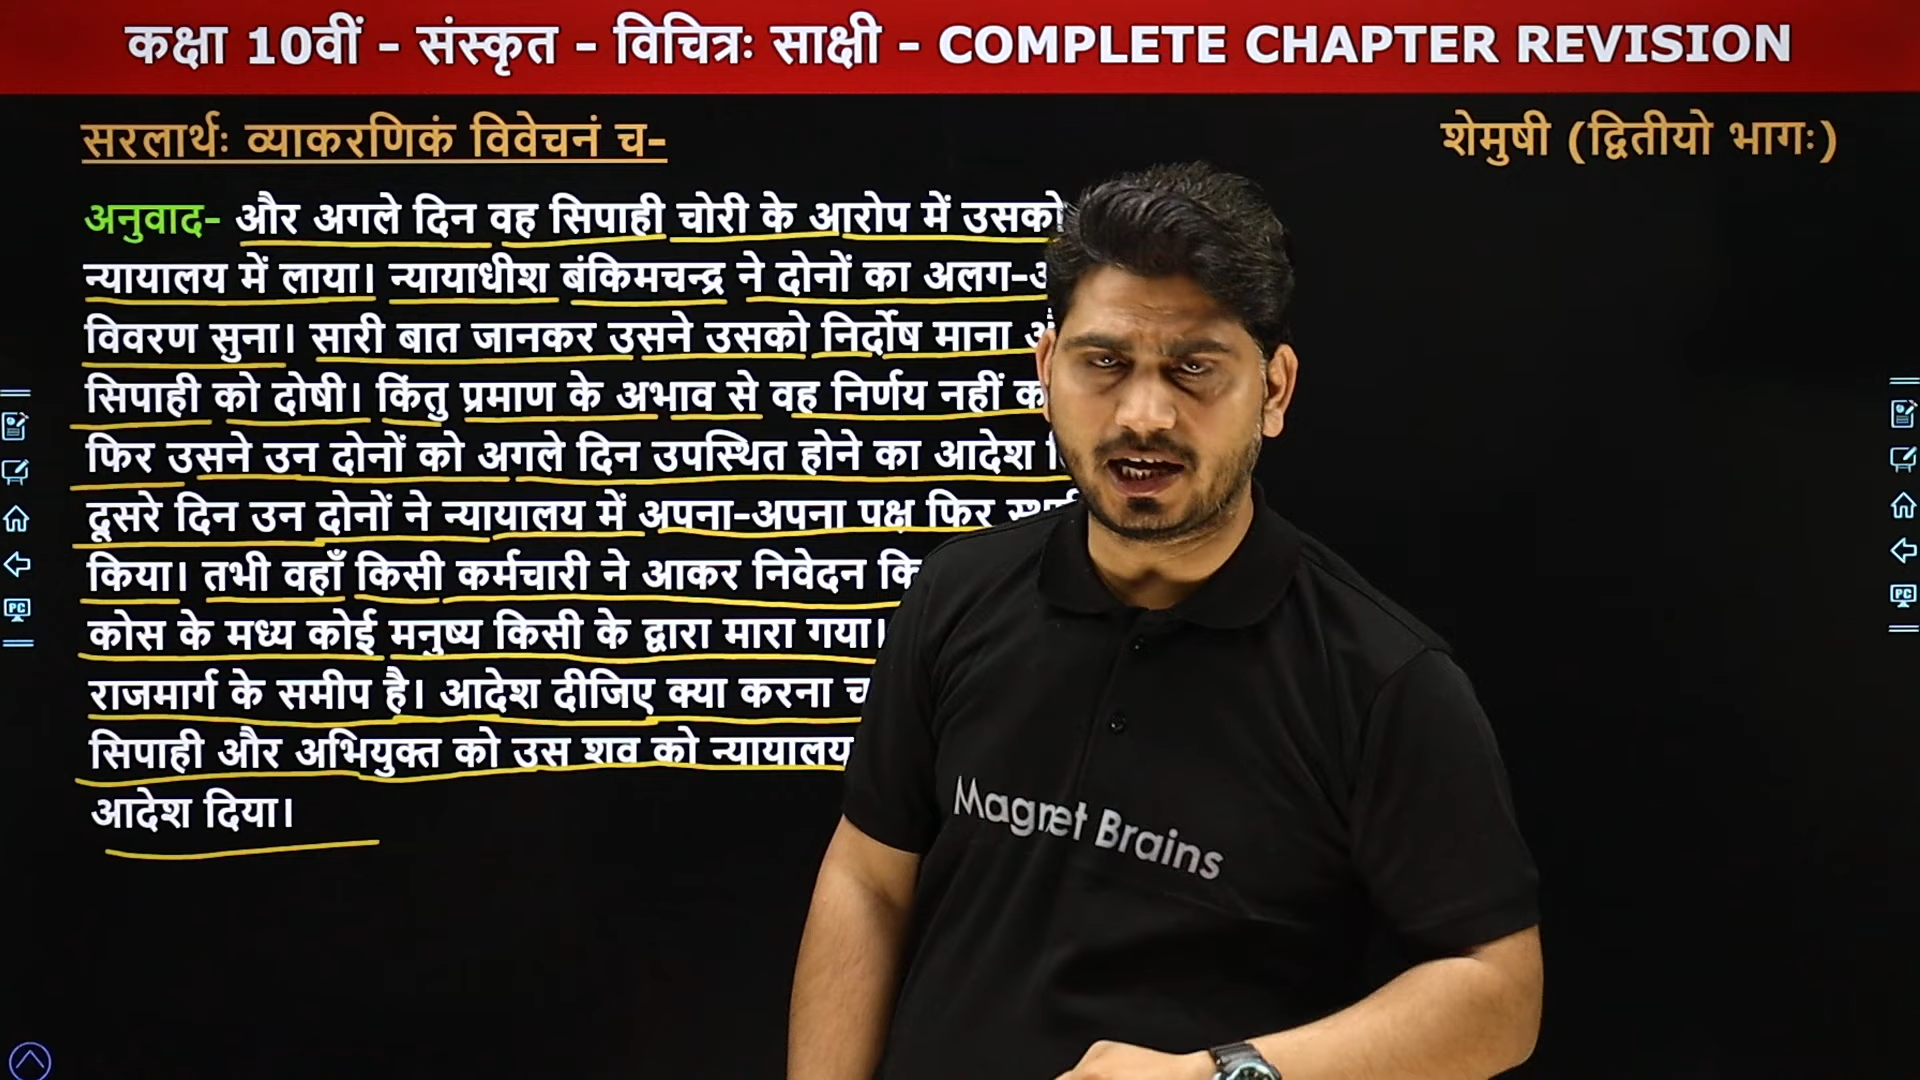 कक्षा 10वीं - संस्कृत - विचित्रः साक्षी - COMPLETE CHAPTER REVISION
सरलार्थः व्याकरणिकं विवेचनं च-
शेमुषी (द्वितीयो भागः)
अनुवाद- और अगले दिन वह सिपाही चोरी के आरोप में उसको
न्यायालय में लाया। न्यायाधीश बंकिमचन्द्र ने दोनों का
विवरण सुना। सारी बात जानकर उसने उसको निर्दोष माना
सिपाही को दोषी। किंतु प्रमाण के अभाव से वह निर्णय नहीं
फिर उसने उन दोनों को अगले दिन उपस्थित होने का आदेश
दूसरे दिन उन दोनों ने न्यायालय में अपना-अपना पक्ष फिर
किया। तभी वहाँ किसी कर्मचारी ने आकर निवेदन
कोस के मध्य कोई मनुष्य किसी के द्वारा मारा गया।
राजमार्ग के समीप है। आदेश दीजिए क्या करना
सिपाही और अभियुक्त को उस शव को न्यायालय
आदेश दिया।
Magnet Brains
PC
PC